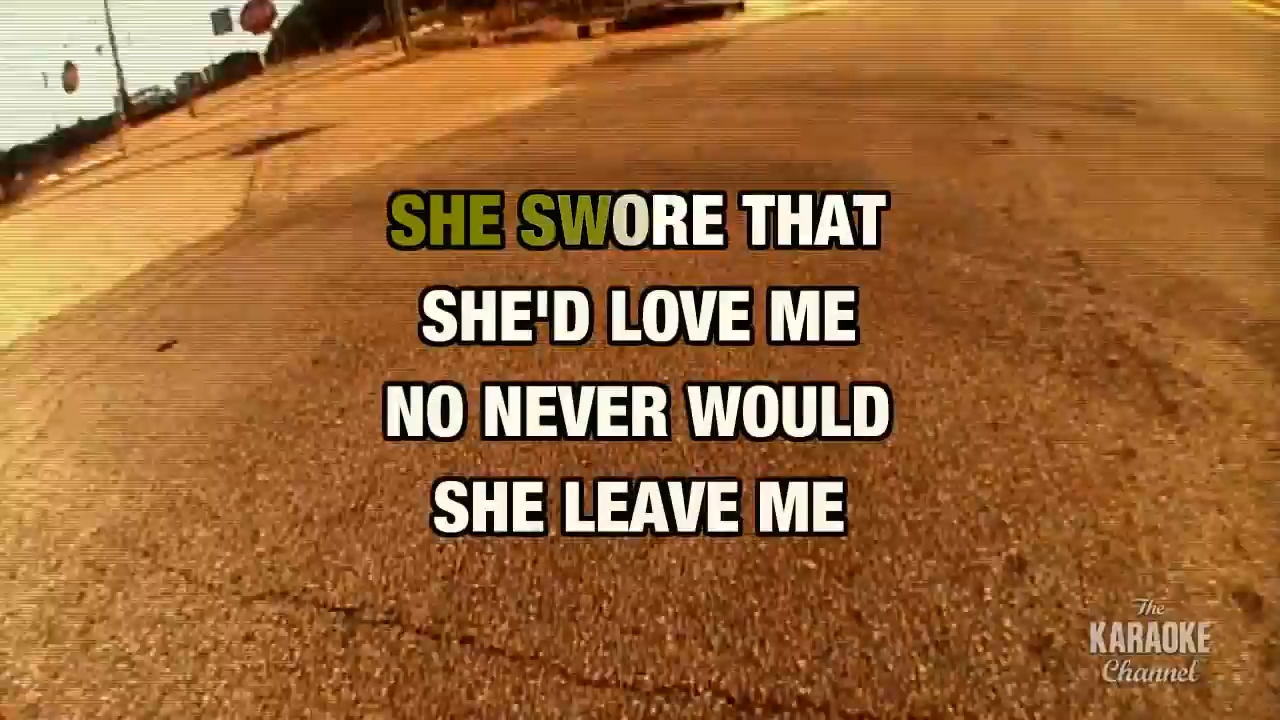 SHE SWORE THAT
SHE'D LOVE ME
NO NEVER WOULD
SHE LEAVE ME
The
KARAOKE
Channel